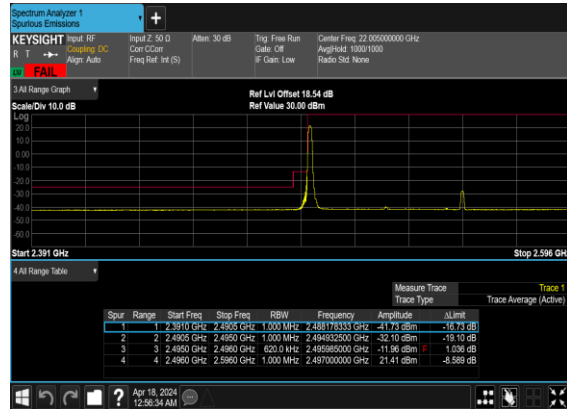 Spectrum Analyzer 1
Spurious Emissions
KEYSIGHT Input: RF Input Z: 50 Ω Atten: 30 dB Trig: Free Run Center Freq: 22.005000000 GHz
R T Coupling: DC Corr CCorr Gate: Off Avg|Hold: 1000/1000
Align: Auto Freq Ref: Int (S) IF Gain: Low Radio Std: None
LW FAIL
3 All Range Graph
Ref Lvl Offset 18.54 dB
Scale/Div 10.0 dB Ref Value 30.00 dBm
Log
20.0
10.0
0.00
-10.0
-20.0
-30.0
-40.0
-50.0
-60.0
Start 2.391 GHz Stop 2.596 GH
4 All Range Table
Measure Trace Trace 1
Trace Type Trace Average (Active)
Spur Range Start Freq Stop Freq RBW Frequency Amplitude ΔLimit
1 1 2.3910 GHz 2.4905 GHz 1.000 MHz 2.488178333 GHz -41.73 dBm -16.73 dB
2 2 2.4905 GHz 2.4950 GHz 1.000 MHz 2.494932500 GHz -32.10 dBm -19.10 dB
3 3 2.4950 GHz 2.4960 GHz 620.0 kHz 2.495985000 GHz -11.96 dBm F 1.036 dB
4 4 2.4960 GHz 2.5960 GHz 1.000 MHz 2.497000000 GHz 21.41 dBm -8.589 dB
? Apr 18, 2024
12:56:34 AM